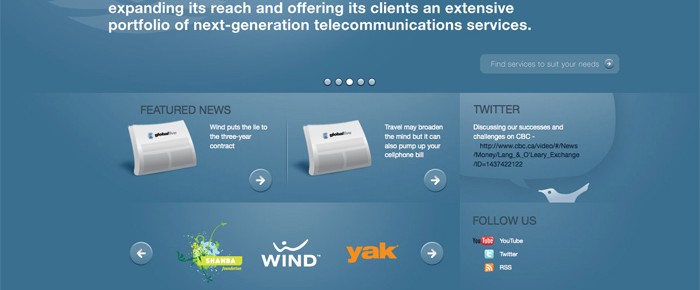 expanding its reach and offering its clients an extensive
portfolio of next-generation telecommunications services.
Find services to suit your needs
FEATURED NEWS
Wind puts the lie to
the three-year
contract
Travel may broaden
the mind but it can
also pump up your
cellphone bill
TWITTER
Discussing our successes and
challenges on CBC -
http://www.cbc.ca/video/#/News
/Money/Lang_&_O'Leary_Exchange
/ID=1437422122
SHAMBA
foundation
WIND
yak
FOLLOW US
YouTube YouTube
Twitter
RSS